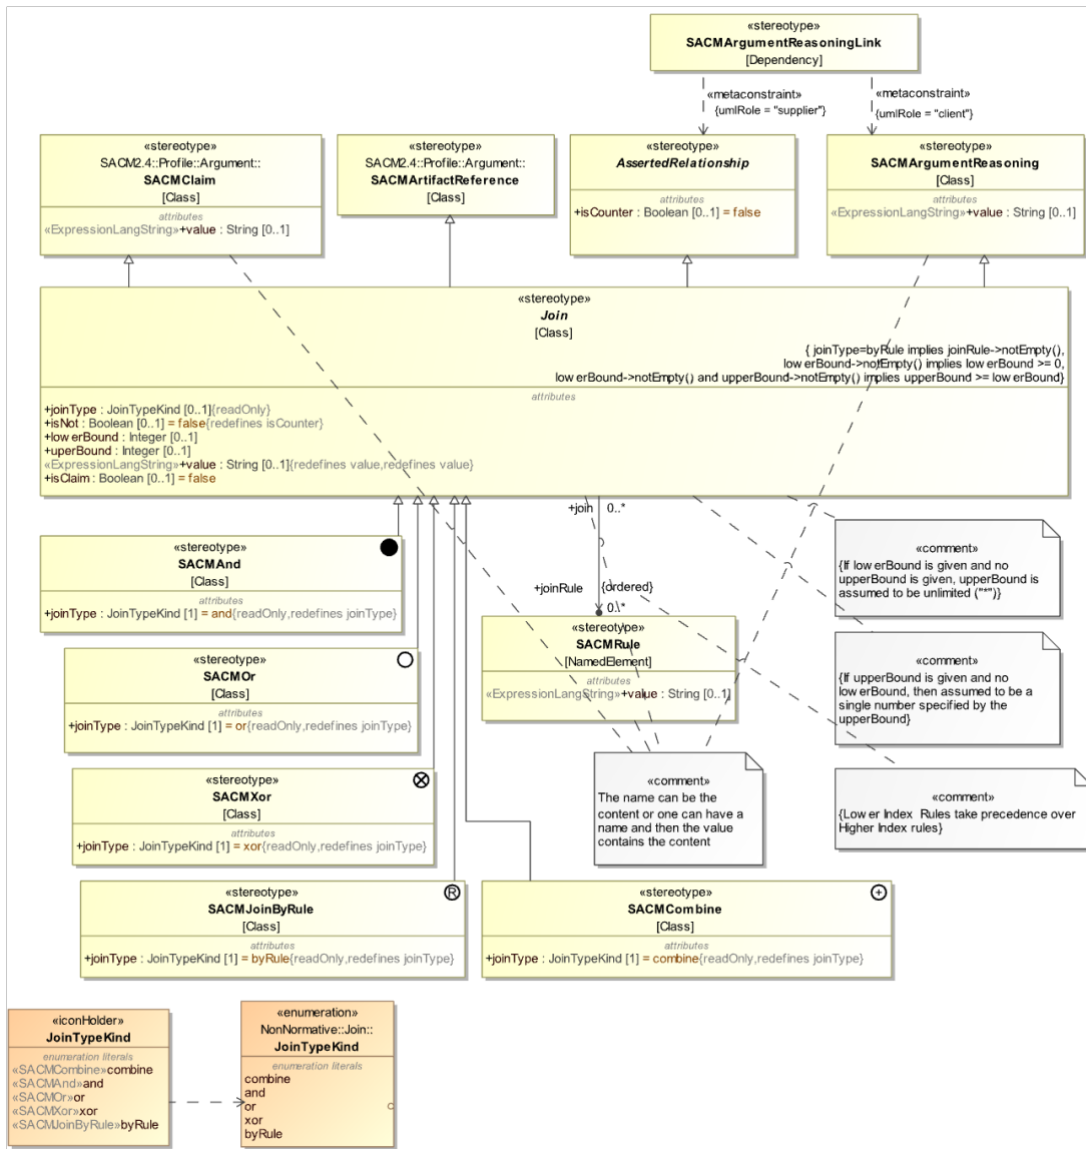 «stereotype»
SACMArgumentReasoningLink
[Dependency]
«metaconstraint»
{umlRole = "supplier"}
«metaconstraint»
{umlRole = "client"}
«stereotype»
SACM2.4::Profile::Argument::
SACMClaim
[Class]
attributes
«ExpressionLangString»+value : String [0..1]
«stereotype»
SACM2.4::Profile::Argument::
SACMArtifactReference
[Class]
«stereotype»
AssertedRelationship
attributes
+isCounter : Boolean [0..1] = false
«stereotype»
SACMArgumentReasoning
[Class]
attributes
«ExpressionLangString»+value : String [0..1]
«stereotype»
Join
[Class]
{ joinType=byRule implies joinRule->notEmpty(),
lowerBound->notEmpty() implies lowerBound >= 0,
lowerBound->notEmpty() and upperBound->notEmpty() implies upperBound >= lowerBound}
attributes
+joinType : JoinTypeKind [0..1]{readOnly}
+isNot : Boolean [0..1] = false{redefines isCounter}
+lowerBound : Integer [0..1]
+uperBound : Integer [0..1]
«ExpressionLangString»+value : String [0..1]{redefines value,redefines value}
+isClaim : Boolean [0..1] = false
+join 0..*
+joinRule {ordered}
0..\*
«stereotype»
SACMAnd
[Class]
attributes
+joinType : JoinTypeKind [1] = and{readOnly,redefines joinType}
«stereotype»
SACMOr
[Class]
attributes
+joinType : JoinTypeKind [1] = or{readOnly,redefines joinType}
«stereotype»
SACMRule
[NamedElement]
attributes
«ExpressionLangString»+value : String [0..1]
«comment»
{If lowerBound is given and no
upperBound is given, upperBound is
assumed to be unlimited ("*")}
«comment»
{If upperBound is given and no
lowerBound, then assumed to be a
single number specified by the
upperBound}
«stereotype»
SACMXor
[Class]
attributes
+joinType : JoinTypeKind [1] = xor{readOnly,redefines joinType}
«comment»
The name can be the
content or one can have a
name and then the value
contains the content
«comment»
{Lower Index Rules take precedence over
Higher Index rules}
«stereotype»
R
SACMJoinByRule
[Class]
attributes
+joinType : JoinTypeKind [1] = byRule{readOnly,redefines joinType}
«stereotype»
SACMCombine
[Class]
attributes
+joinType : JoinTypeKind [1] = combine{readOnly,redefines joinType}
«iconHolder»
JoinTypeKind
enumeration literals
«SACMCombine»combine
«SACMAnd»and
«SACMOr»or
«SACMXor»xor
«SACMJoinByRule»byRule
«enumeration»
NonNormative::Join::
JoinTypeKind
enumeration literals
combine
and
or
xor
byRule